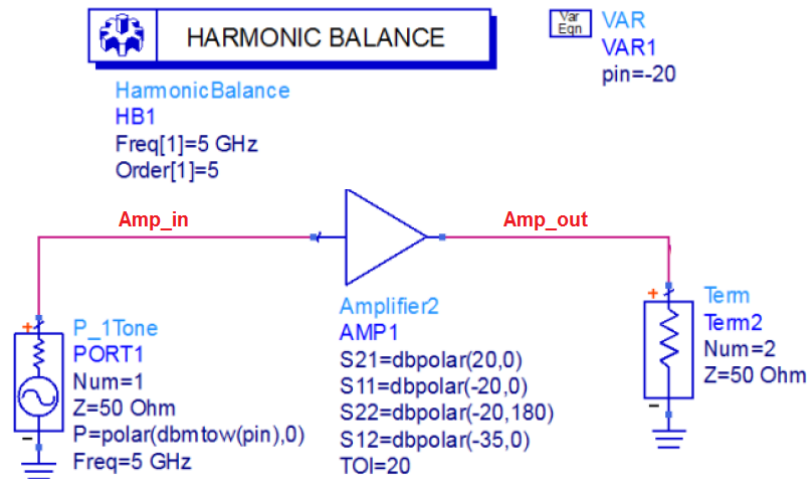 HARMONIC BALANCE
HarmonicBalance
HB1
Freq[1]=5 GHz
Order[1]=5
Var
Eqn
VAR
VAR1
pin=-20
Amp_in
Amp_out
P_1Tone
PORT1
Num=1
Z=50 Ohm
P=polar(dbmtow(pin),0)
Freq=5 GHz
Amplifier2
AMP1
S21=dbpolar(20,0)
S11=dbpolar(-20,0)
S22=dbpolar(-20,180)
S12=dbpolar(-35,0)
TOI=20
Term
Term2
Num=2
Z=50 Ohm